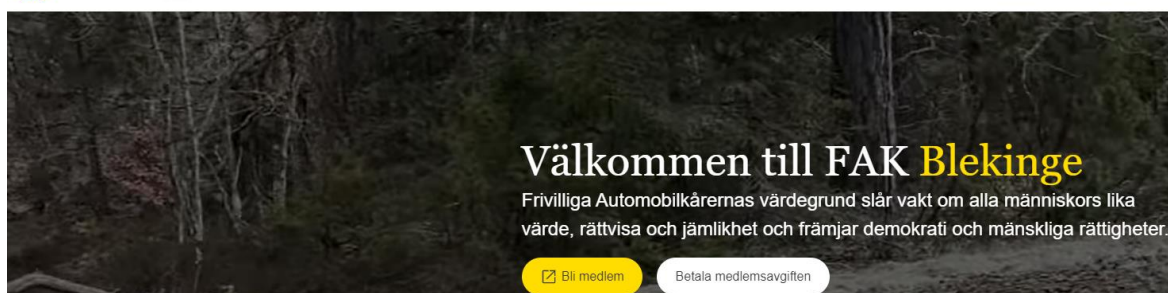 Välkommen till FAK Blekinge
Frivilliga Automobilkårernas värdegrund slår vakt om alla människors lika
värde, rättvisa och jämlikhet och främjar demokrati och mänskliga rättigheter.
Bli medlem
Betala medlemsavgiften